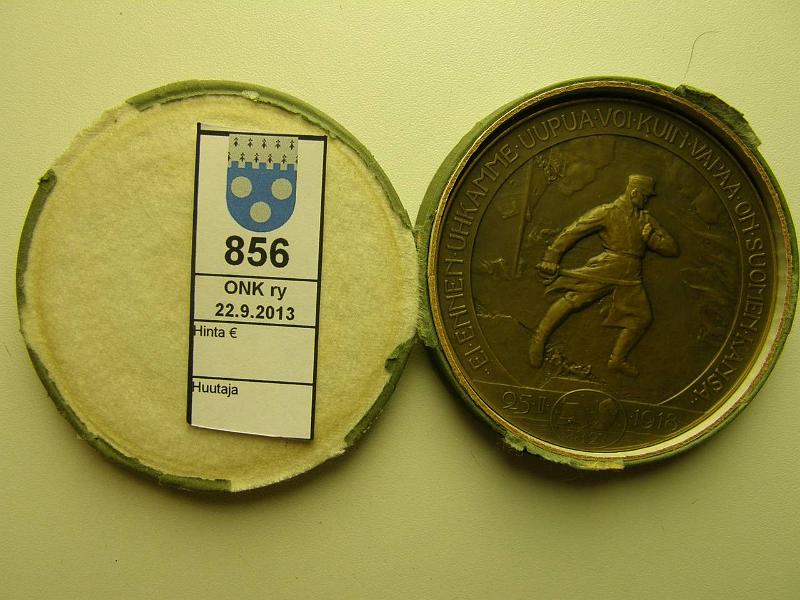 856
ONK ry
22.9.2013
Hinta €
Huutaja
·EI·ENNEN·UHKAMME·UUPUA·VOI·KUIN·VAPAA·ON·SUOMEN·KANSA·
25·II·1918